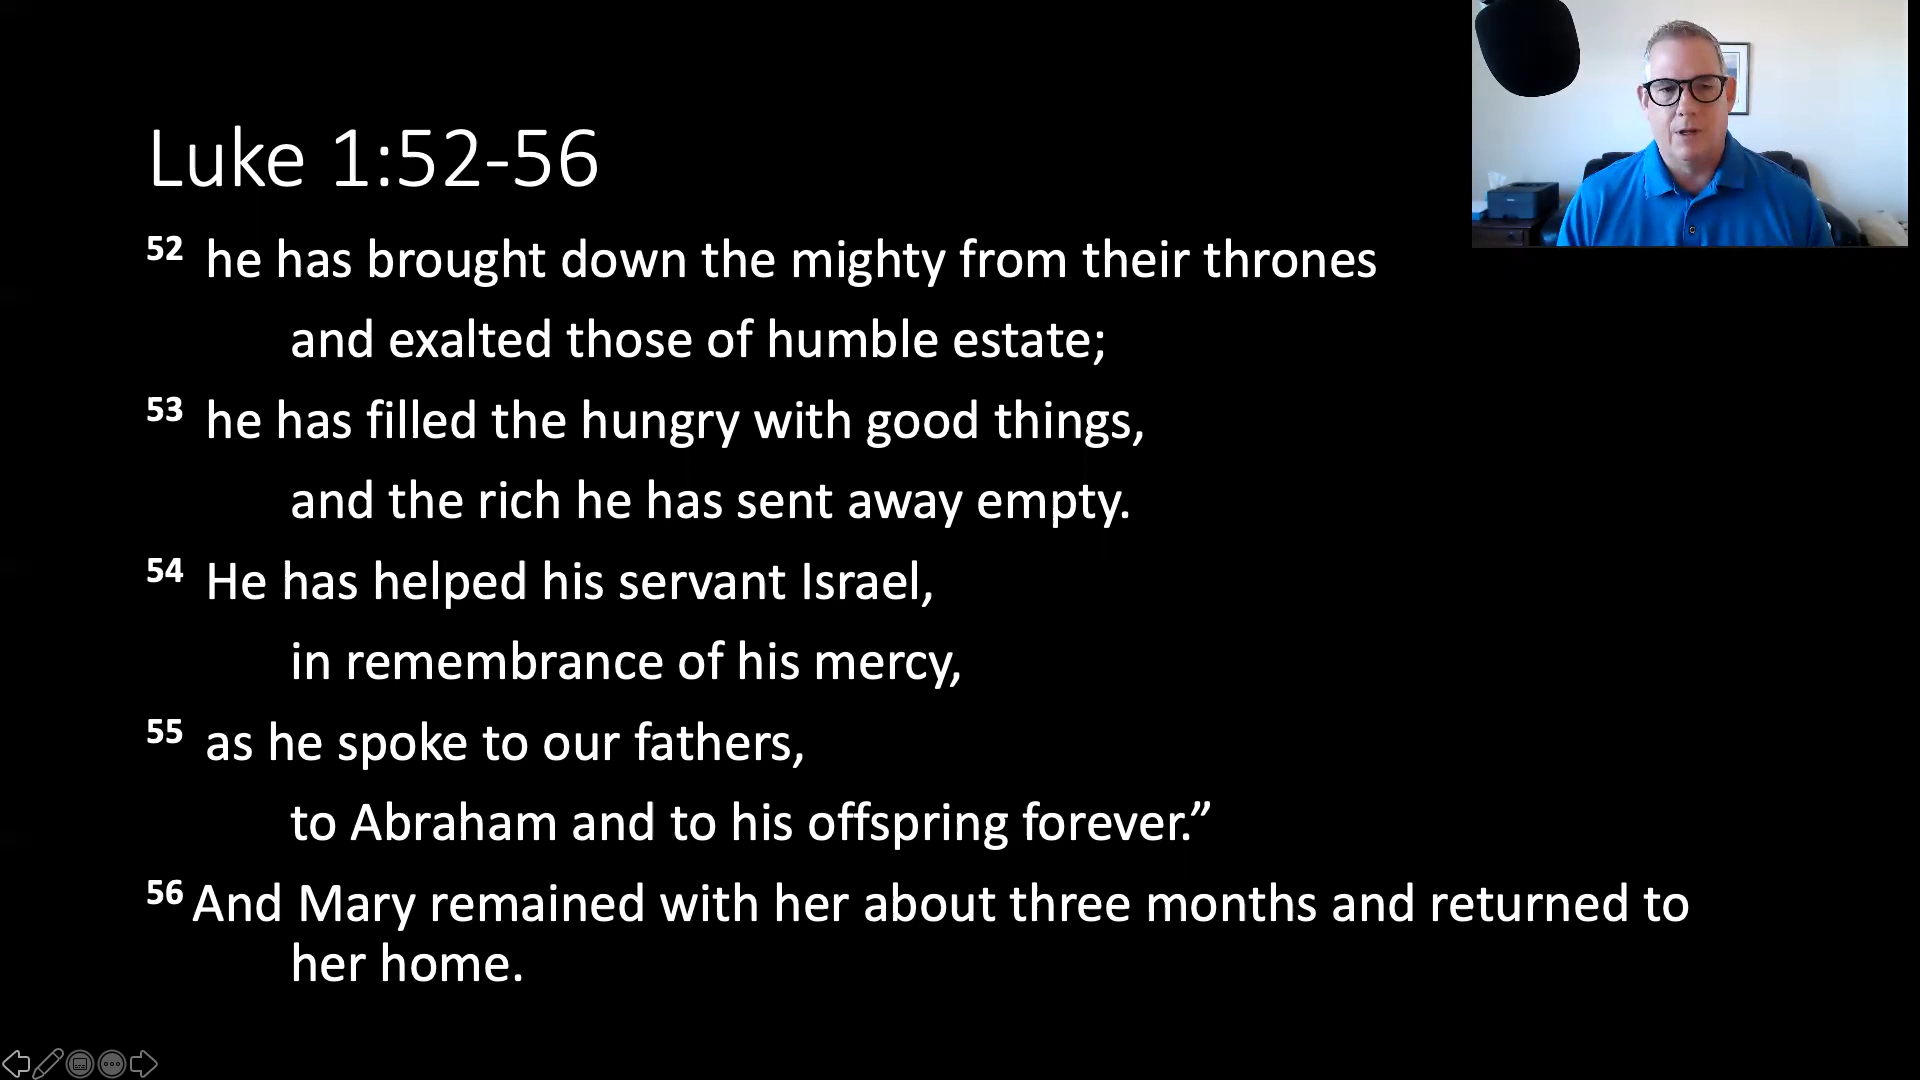 Luke 1:52-56
52 he has brought down the mighty from their thrones
and exalted those of humble estate;
53 he has filled the hungry with good things,
and the rich he has sent away empty.
54 He has helped his servant Israel,
in remembrance of his mercy,
55 as he spoke to our fathers,
to Abraham and to his offspring forever.”
56 And Mary remained with her about three months and returned to
her home.